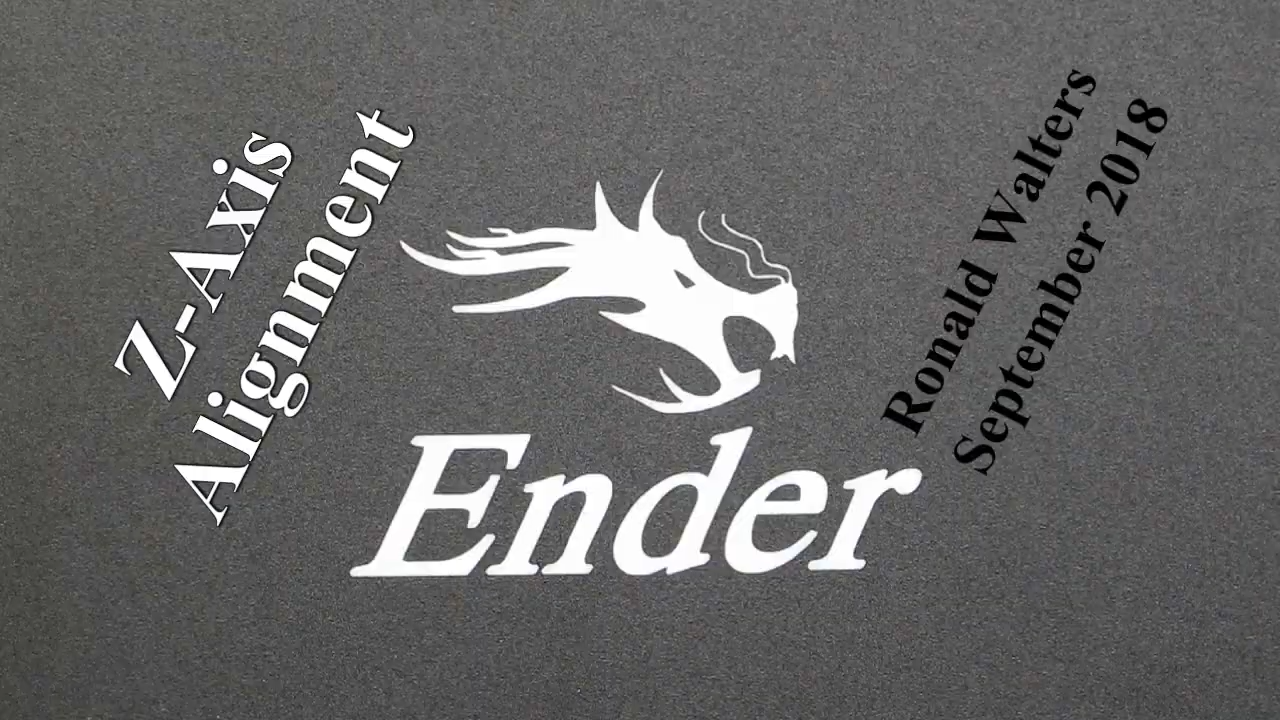 Z-Axis
Alignment
Ender
Ronald Walters
September 2018